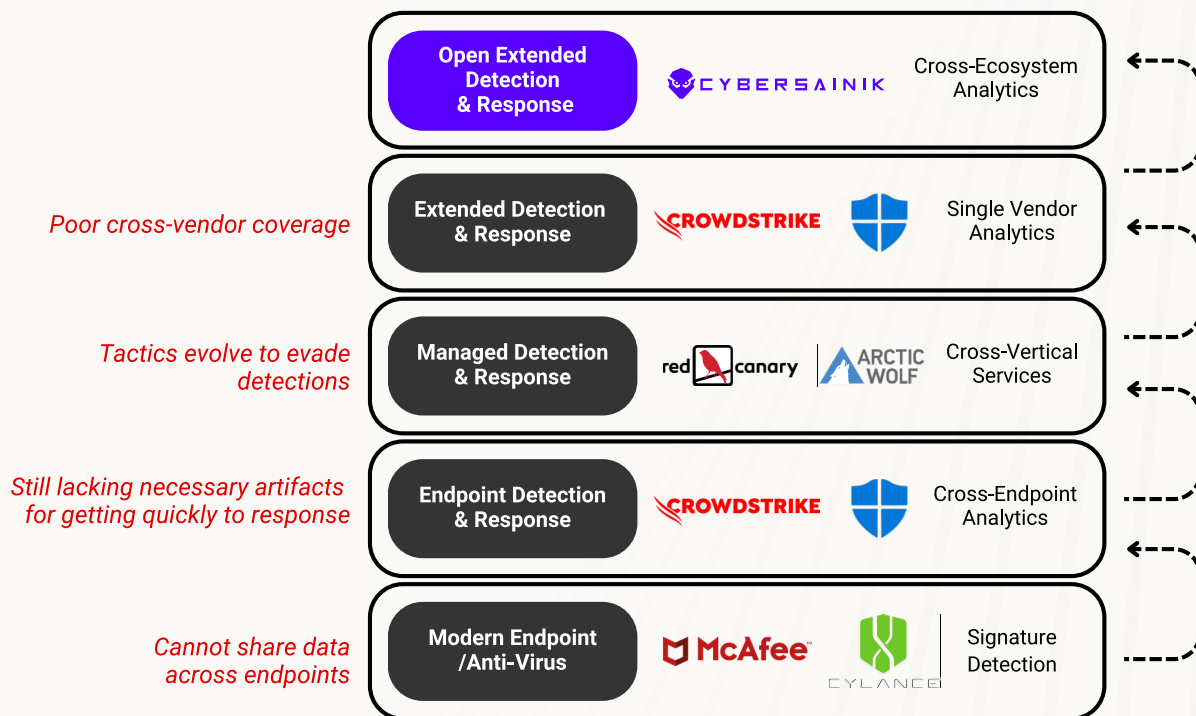 Open Extended
Detection
& Response
CYBERSAINIK
Cross-Ecosystem
Analytics
Poor cross-vendor coverage
Extended Detection
& Response
CROWDSTRIKE
Single Vendor
Analytics
Tactics evolve to evade
detections
Managed Detection
& Response
red canary
ARCTIC
WOLF
Cross-Vertical
Services
Still lacking necessary artifacts
for getting quickly to response
Endpoint Detection
& Response
CROWDSTRIKE
Cross-Endpoint
Analytics
Cannot share data
across endpoints
Modern Endpoint
/Anti-Virus
McAfee™
CYLANCE
Signature
Detection